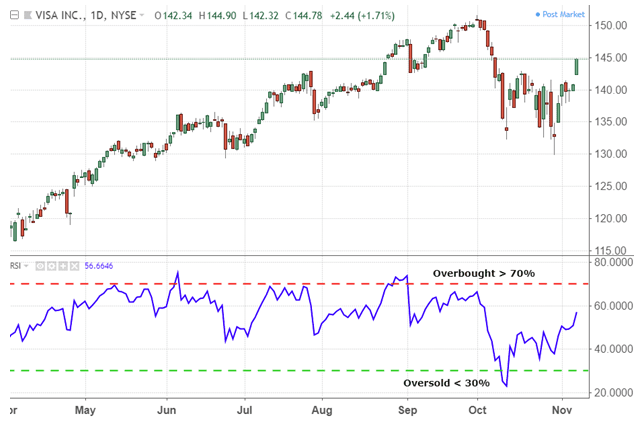 VISA INC., 1D, NYSE O142.34 H144.90 L142.32 C144.78 +2.44 (+1.71%)
Post Market
150.00
145.00
140.00
135.00
130.00
125.00
120.00
115.00
RSI 56.6646
80.0000
Overbought > 70%
60.0000
40.0000
Oversold < 30%
20.0000
or May Jun Jul Aug Sep Oct Nov